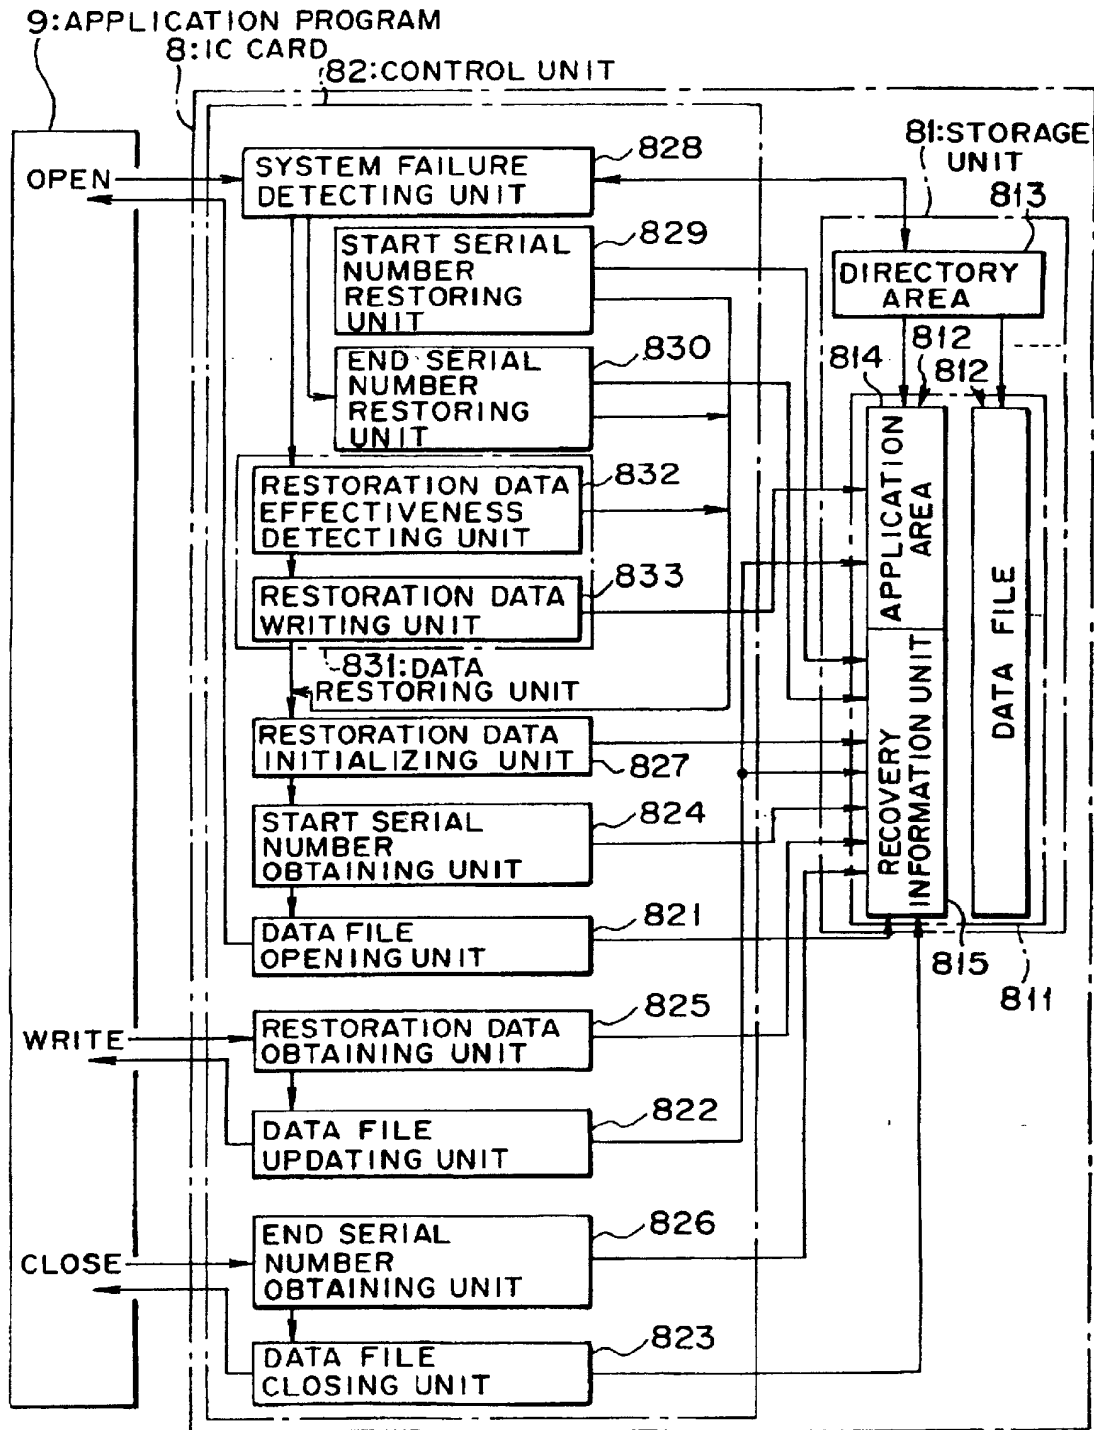 9:APPLICATION PROGRAM
8:IC CARD
82:CONTROL UNIT
81:STORAGE
UNIT
OPEN
SYSTEM FAILURE
DETECTING UNIT
828
813
START SERIAL
NUMBER
RESTORING
UNIT
829
DIRECTORY
AREA
END SERIAL
NUMBER
RESTORING
UNIT
830
814
812
812
RESTORATION DATA
EFFECTIVENESS
DETECTING UNIT
832
APPLICATION
AREA
DATA FILE
RESTORATION DATA
WRITING UNIT
833
831:DATA
RESTORING UNIT
RECOVERY
INFORMATION UNIT
RESTORATION DATA
INITIALIZING UNIT
827
START SERIAL
NUMBER
OBTAINING UNIT
824
DATA FILE
OPENING UNIT
821
815
811
WRITE
RESTORATION DATA
OBTAINING UNIT
825
DATA FILE
UPDATING UNIT
822
CLOSE
END SERIAL
NUMBER
OBTAINING UNIT
826
DATA FILE
CLOSING UNIT
823